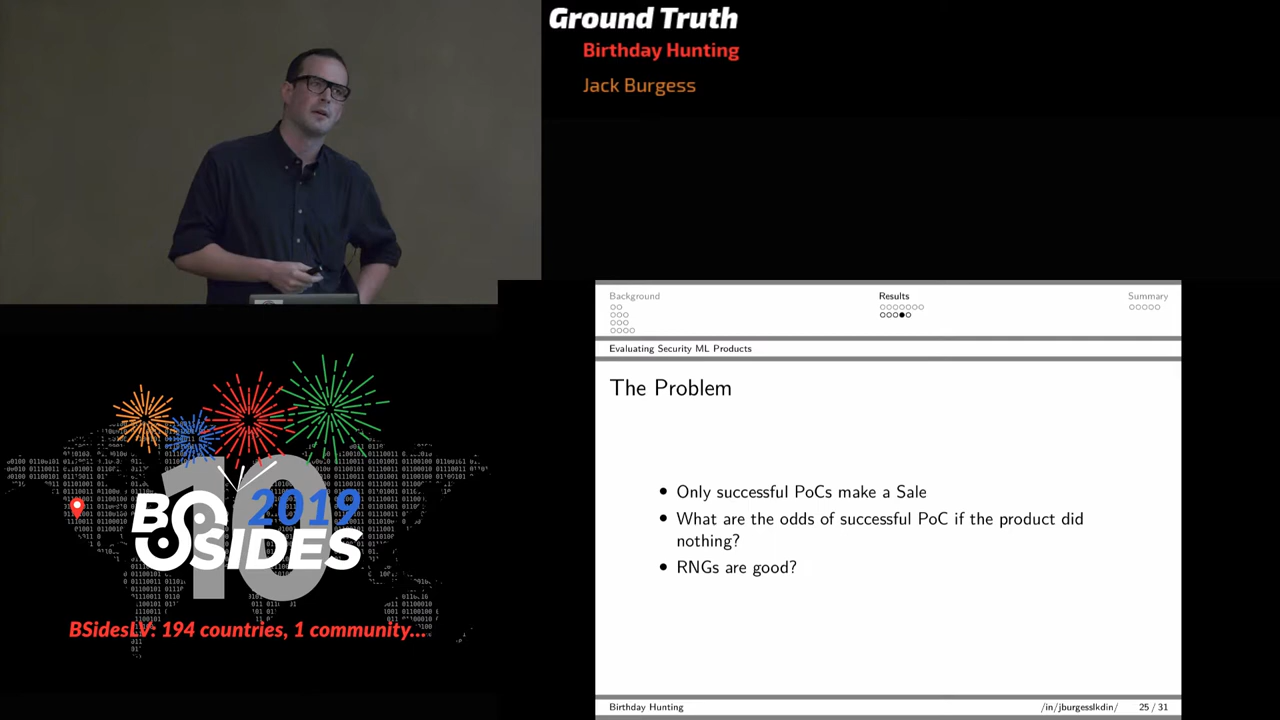 Ground Truth
Birthday Hunting
Jack Burgess
Background
Results
Summary
Evaluating Security ML Products
The Problem
Only successful PoCs make a Sale
What are the odds of successful PoC if the product did
nothing?
RNGs are good?
Birthday Hunting
/in/jburgesslkdin/
25 / 31
10
2019
BSIDES
BSidesLV: 194 countries, 1 community...